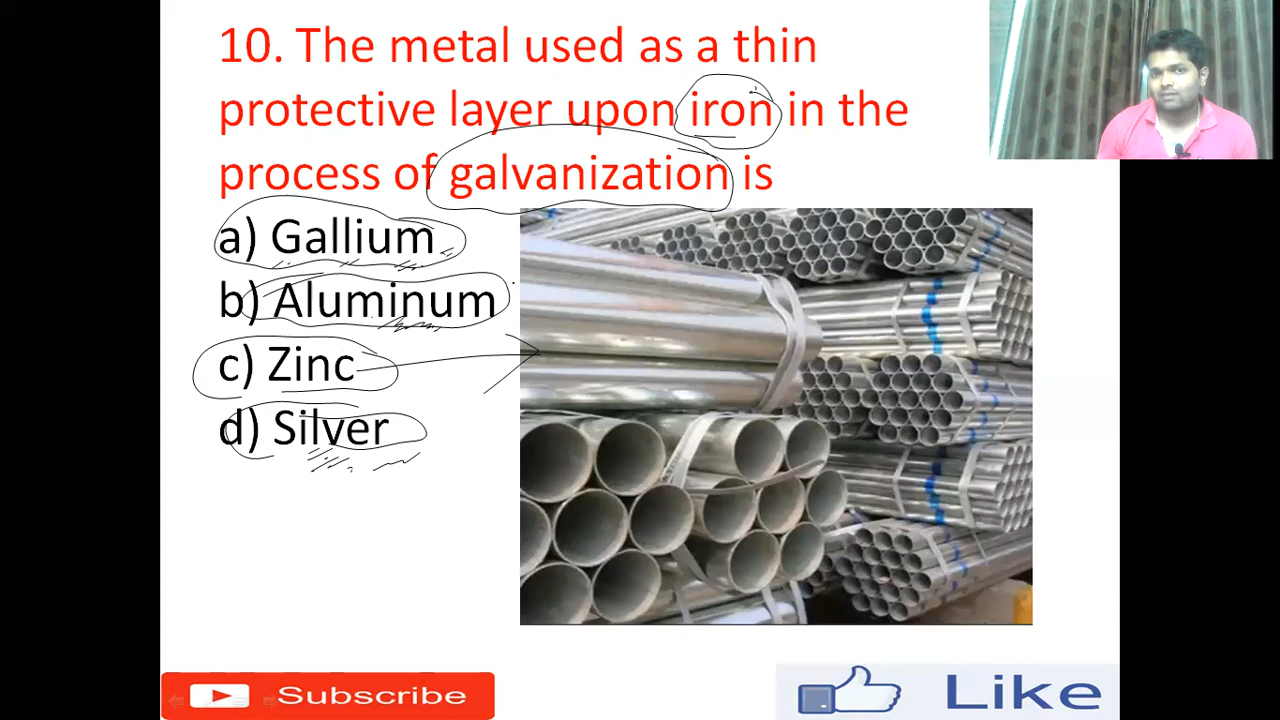 10. The metal used as a thin
protective layer upon iron in the
process of galvanization is
a) Gallium
b) Aluminum
c) Zinc
d) Silver
Subscribe
Like